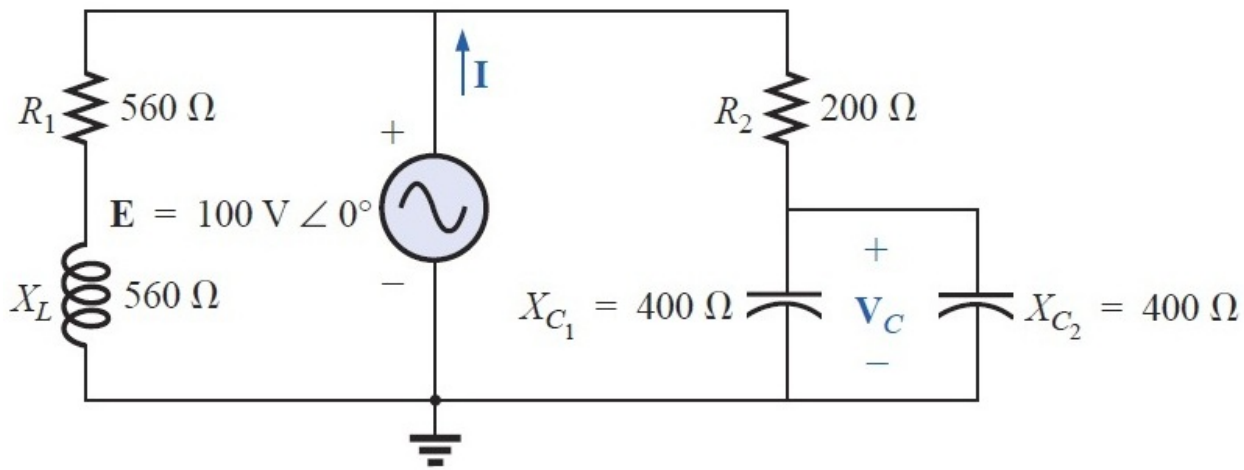 I
R1 560 Ω
R2 200 Ω
+
E = 100 V ∠ 0°
XL 560 Ω
−
XC1 = 400 Ω
+
VC
−
XC2 = 400 Ω